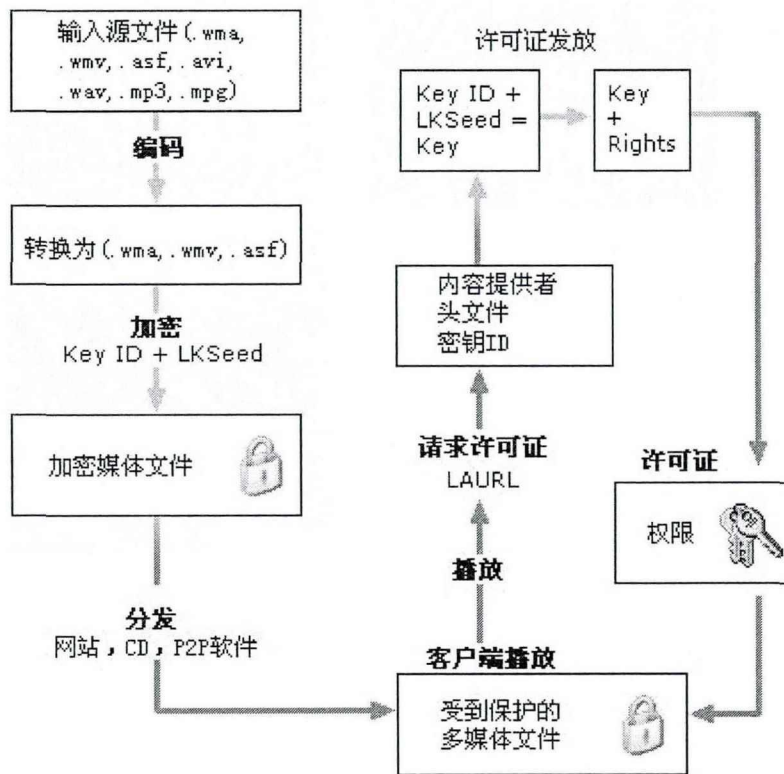 输入源文件(.wma,
.wmv,.asf,.avi,
.wav,.mp3,.mpg)
编码
转换为(.wma,.wmv,.asf)
加密
Key ID + LKSeed
加密媒体文件
分发
网站，CD，P2P软件
许可证发放
Key ID +
LKSeed =
Key
Key
+
Rights
内容提供者
头文件
密钥ID
请求许可证
LAURL
播放
许可证
权限
客户端播放
受到保护的
多媒体文件